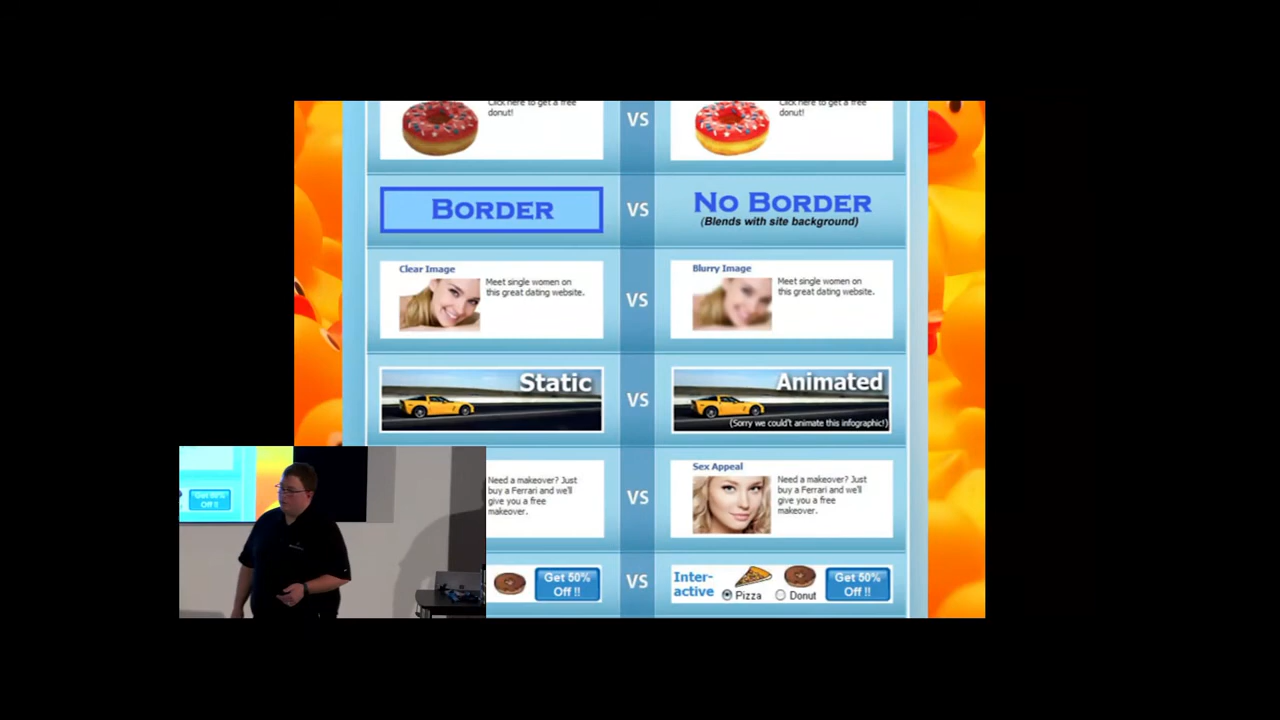 Click here to get a free
donut!
VS
Click here to get a free
donut!
BORDER
VS
NO BORDER
(Blends with site background)
Clear Image
Meet single women on
this great dating website.
VS
Blurry Image
Meet single women on
this great dating website.
Static
VS
Animated
(Sorry we could't animate this infographic!)
Need a makeover? Just
buy a Ferrari and we'll
give you a free
makeover.
VS
Sex Appeal
Need a makeover? Just
buy a Ferrari and we'll
give you a free
makeover.
Get 50%
Off !!
VS
Inter-
active
Pizza
Donut
Get 50%
Off !!
Get 50%
Off !!